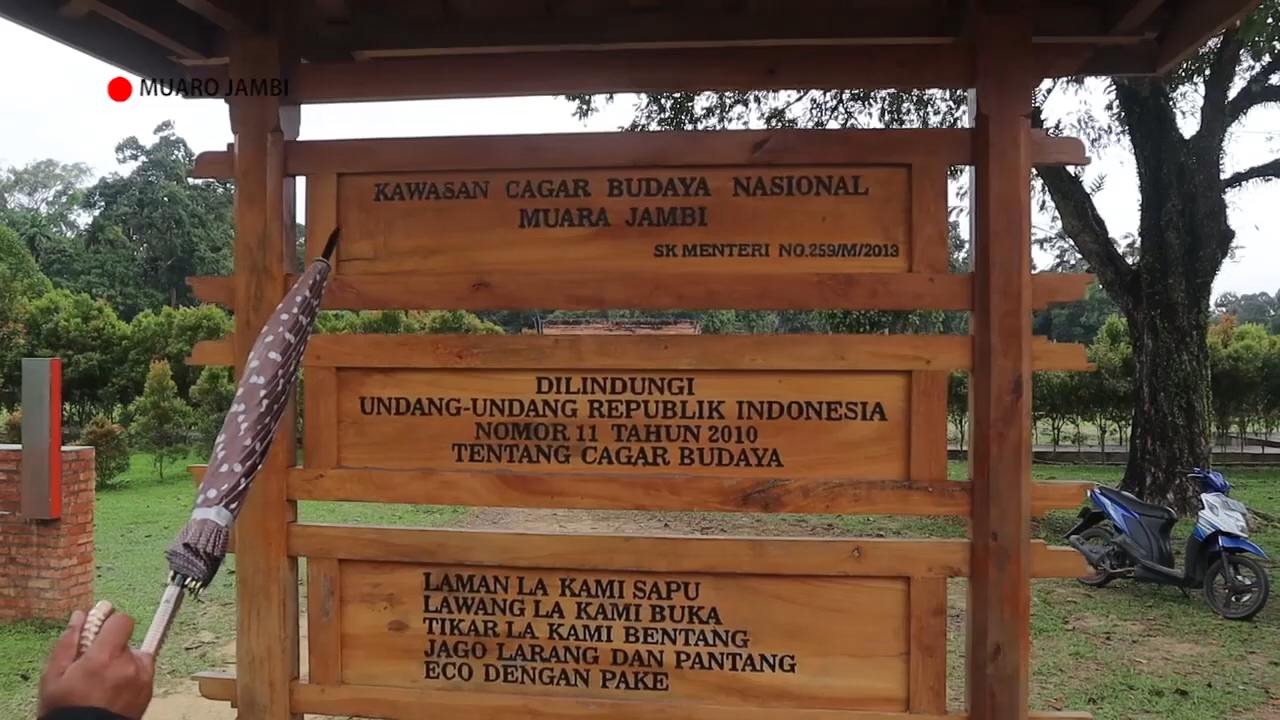 MUARO JAMBI
KAWASAN CAGAR BUDAYA NASIONAL
MUARA JAMBI
SK MENTERI NO.259/M/2013
DILINDUNGI
UNDANG-UNDANG REPUBLIK INDONESIA
NOMOR 11 TAHUN 2010
TENTANG CAGAR BUDAYA
LAMAN LA KAMI SAPU
LAWANG LA KAMI BUKA
TIKAR LA KAMI BENTANG
JAGO LARANG DAN PANTANG
ECO DENGAN PAKE